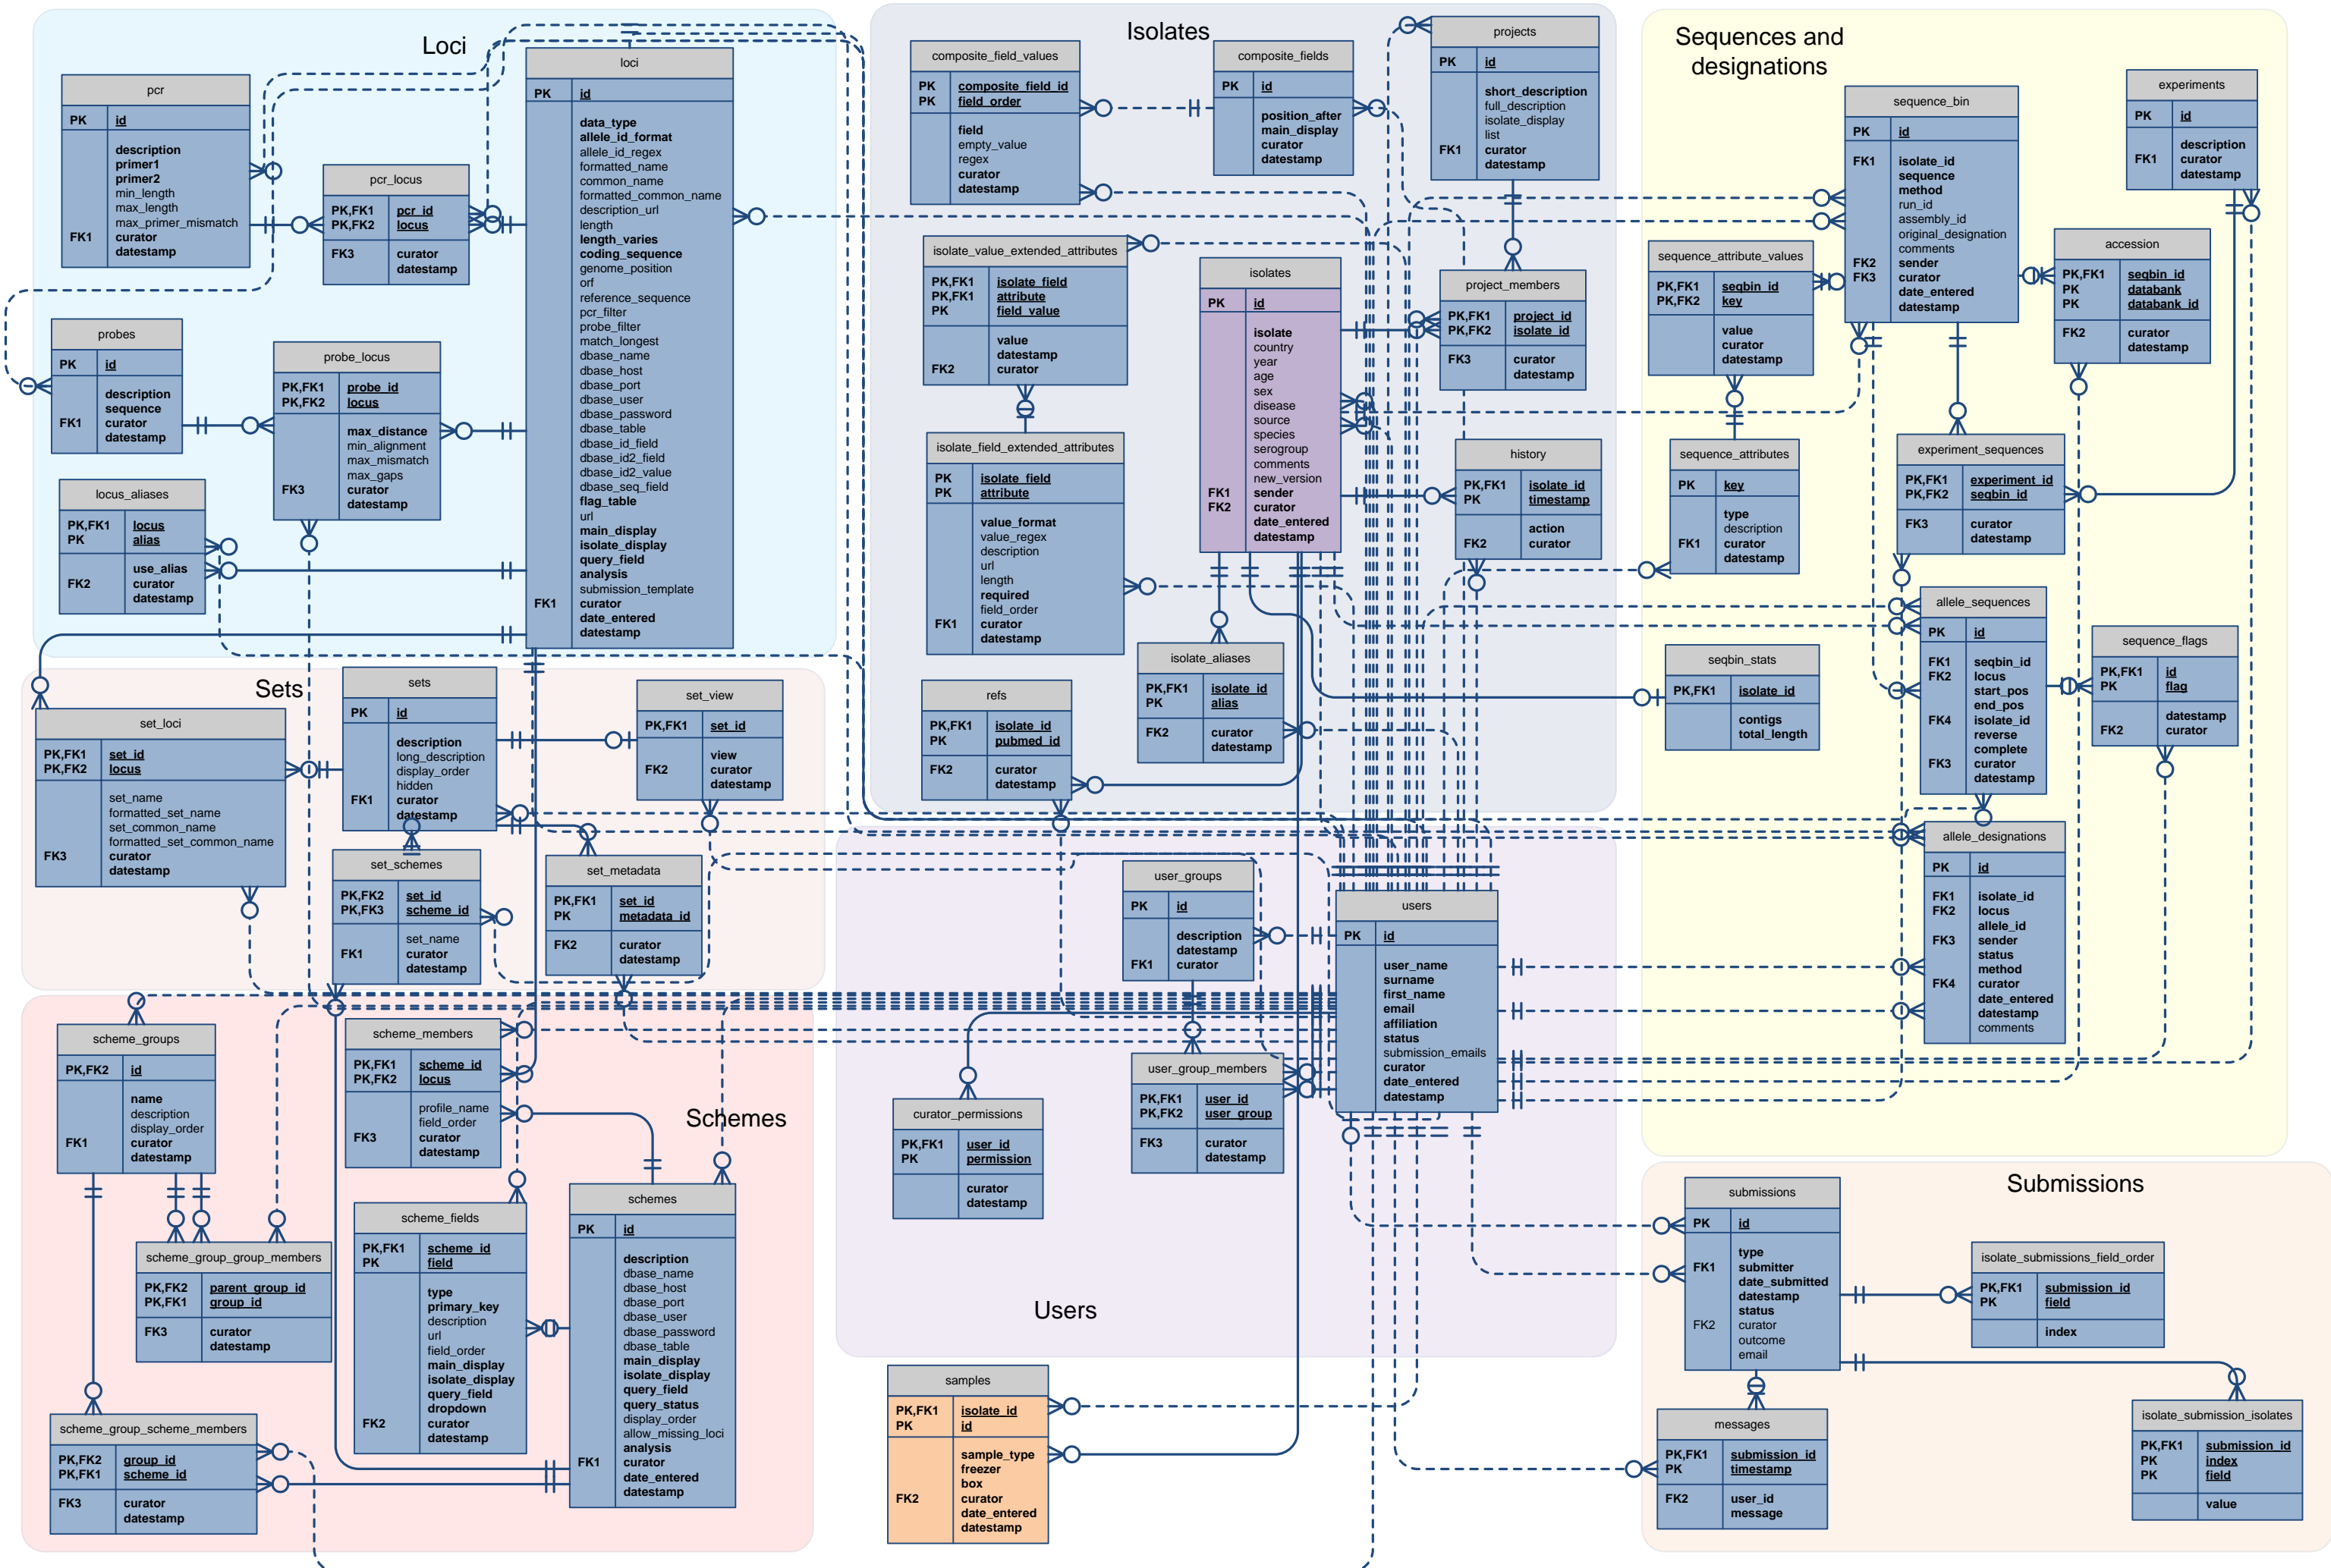 Loci
pcr
PK id
description
primer1
primer2
min_length
max_length
max_primer_mismatch
FK1 curator
datestamp
pcr_locus
PK,FK1 pcr_id
PK,FK2 locus
FK3 curator
datestamp
probes
PK id
description
sequence
FK1 curator
datestamp
probe_locus
PK,FK1 probe_id
PK,FK2 locus
max_distance
min_alignment
max_mismatch
max_gaps
FK3 curator
datestamp
locus_aliases
PK,FK1 locus
PK alias
use_alias
FK2 curator
datestamp
loci
PK id
data_type
allele_id_format
allele_id_regex
formatted_name
common_name
formatted_common_name
description_url
length
length_varies
coding_sequence
genome_position
orf
reference_sequence
pcr_filter
probe_filter
match_longest
dbase_name
dbase_host
dbase_port
dbase_user
dbase_password
dbase_table
dbase_id_field
dbase_id2_field
dbase_id2_value
dbase_seq_field
flag_table
url
main_display
isolate_display
query_field
analysis
submission_template
FK1 curator
date_entered
datestamp
Isolates
composite_field_values
PK composite_field_id
PK field_order
field
empty_value
regex
curator
datestamp
composite_fields
PK id
position_after
main_display
curator
datestamp
projects
PK id
short_description
full_description
isolate_display
list
FK1 curator
datestamp
isolate_value_extended_attributes
PK,FK1 isolate_field
PK,FK1 attribute
PK field_value
value
datestamp
FK2 curator
isolates
PK id
isolate
country
year
age
sex
disease
source
species
serogroup
comments
new_version
FK1 sender
FK2 curator
date_entered
datestamp
project_members
PK,FK1 project_id
PK,FK2 isolate_id
FK3 curator
datestamp
isolate_field_extended_attributes
PK isolate_field
PK attribute
value_format
value_regex
description
url
length
required
field_order
FK1 curator
datestamp
history
PK,FK1 isolate_id
PK timestamp
action
FK2 curator
isolate_aliases
PK,FK1 isolate_id
PK alias
FK2 curator
datestamp
refs
PK,FK1 isolate_id
PK pubmed_id
FK2 curator
datestamp
Sequences and
designations
sequence_bin
PK id
FK1 isolate_id
sequence
method
run_id
assembly_id
original_designation
comments
FK2 sender
FK3 curator
date_entered
datestamp
experiments
PK id
description
FK1 curator
datestamp
sequence_attribute_values
PK,FK1 seqbin_id
PK,FK2 key
value
curator
datestamp
accession
PK,FK1 seqbin_id
PK databank
PK databank_id
FK2 curator
datestamp
sequence_attributes
PK key
type
description
FK1 curator
datestamp
experiment_sequences
PK,FK1 experiment_id
PK,FK2 seqbin_id
FK3 curator
datestamp
seqbin_stats
PK,FK1 isolate_id
contigs
total_length
allele_sequences
PK id
FK1 seqbin_id
FK2 locus
start_pos
end_pos
FK4 isolate_id
reverse
complete
FK3 curator
datestamp
sequence_flags
PK,FK1 id
PK flag
datestamp
FK2 curator
allele_designations
PK id
FK1 isolate_id
FK2 locus
allele_id
FK3 sender
status
method
FK4 curator
date_entered
datestamp
comments
Sets
set_loci
PK,FK1 set_id
PK,FK2 locus
set_name
formatted_set_name
set_common_name
formatted_set_common_name
FK3 curator
datestamp
sets
PK id
description
long_description
display_order
hidden
FK1 curator
datestamp
set_view
PK,FK1 set_id
view
FK2 curator
datestamp
set_schemes
PK,FK2 set_id
PK,FK3 scheme_id
set_name
FK1 curator
datestamp
set_metadata
PK,FK1 set_id
PK metadata_id
FK2 curator
datestamp
Schemes
scheme_groups
PK,FK2 id
name
description
display_order
FK1 curator
datestamp
scheme_members
PK,FK1 scheme_id
PK,FK2 locus
profile_name
field_order
FK3 curator
datestamp
scheme_group_group_members
PK,FK2 parent_group_id
PK,FK1 group_id
FK3 curator
datestamp
scheme_fields
PK,FK1 scheme_id
PK field
type
primary_key
description
url
field_order
main_display
isolate_display
query_field
dropdown
FK2 curator
datestamp
schemes
PK id
description
dbase_name
dbase_host
dbase_port
dbase_user
dbase_password
dbase_table
main_display
isolate_display
query_field
query_status
display_order
allow_missing_loci
analysis
FK1 curator
date_entered
datestamp
scheme_group_scheme_members
PK,FK2 group_id
PK,FK1 scheme_id
FK3 curator
datestamp
Users
user_groups
PK id
description
datestamp
FK1 curator
users
PK id
user_name
surname
first_name
email
affiliation
status
submission_emails
curator
date_entered
datestamp
user_group_members
PK,FK1 user_id
PK,FK2 user_group
FK3 curator
datestamp
curator_permissions
PK,FK1 user_id
PK permission
curator
datestamp
samples
PK,FK1 isolate_id
PK id
sample_type
freezer
box
FK2 curator
date_entered
datestamp
Submissions
submissions
PK id
type
FK1 submitter
date_submitted
datestamp
status
FK2 curator
outcome
email
isolate_submissions_field_order
PK,FK1 submission_id
PK field
index
messages
PK,FK1 submission_id
PK timestamp
FK2 user_id
message
isolate_submission_isolates
PK,FK1 submission_id
PK index
PK field
value